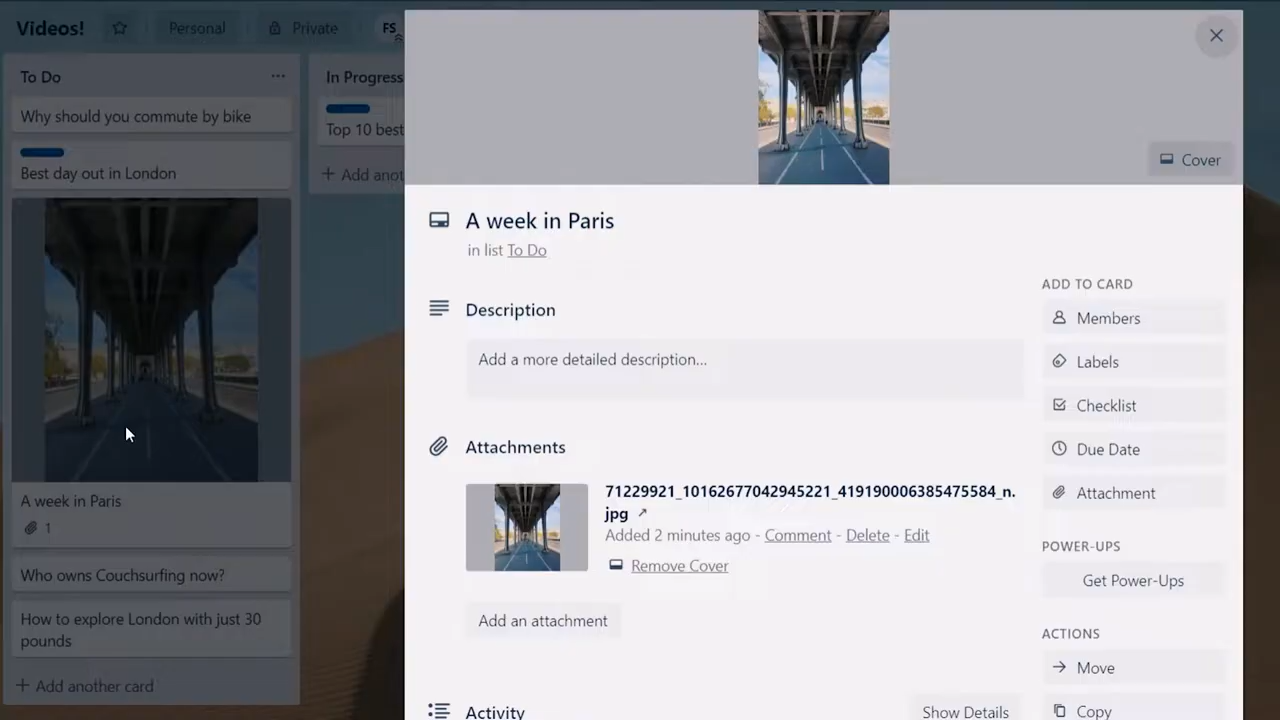 Videos!
Personal
Private
FS
To Do
Why should you commute by bike
Best day out in London
A week in Paris
1
Who owns Couchsurfing now?
How to explore London with just 30
pounds
+ Add another card
In Progress
Top 10 best
+ Add anot
Cover
A week in Paris
in list To Do
Description
Add a more detailed description...
Attachments
71229921_10162677042945221_419190006385475584_n.
jpg ↗
Added 2 minutes ago - Comment - Delete - Edit
Remove Cover
Add an attachment
Activity
Show Details
ADD TO CARD
Members
Labels
Checklist
Due Date
Attachment
POWER-UPS
Get Power-Ups
ACTIONS
Move
Copy